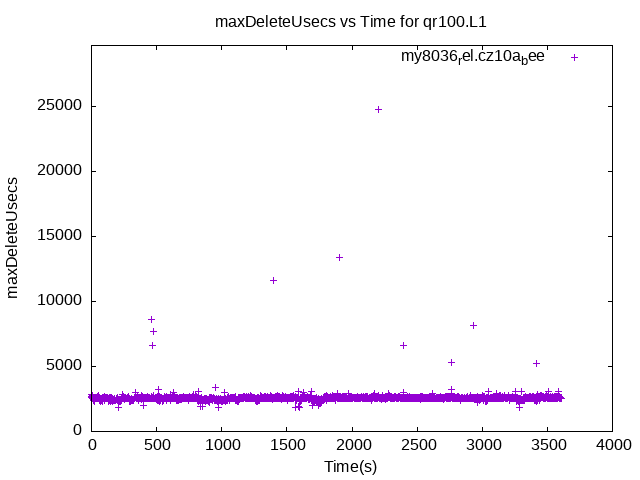 maxDeleteUsecs vs Time for qr100.L1
my8036rel.cz10abee
25000
20000
15000
10000
5000
0
maxDeleteUsecs
0 500 1000 1500 2000 2500 3000 3500 4000
Time(s)